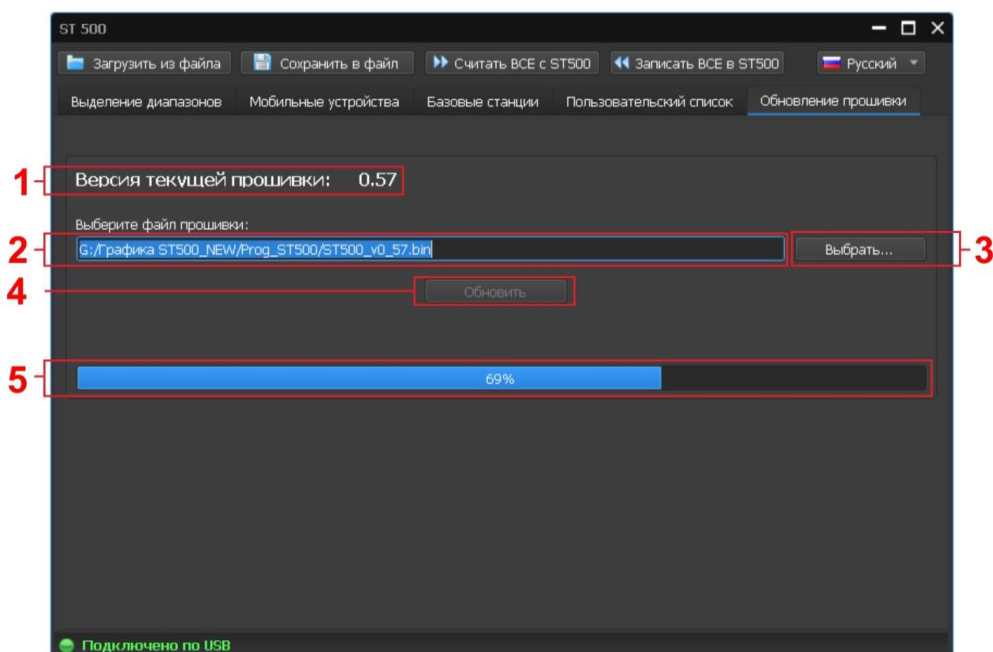 ST 500
Загрузить из файла Сохранить в файл Считать ВСЕ с ST500 Записать ВСЕ в ST500 Русский
Выделение диапазонов Мобильные устройства Базовые станции Пользовательский список Обновление прошивки
1 Версия текущей прошивки: 0.57
Выберите файл прошивки:
2 G:/Графика ST500_NEW/Prog_ST500/ST500_v0_57.bin Выбрать... 3
4 Обновить
5 69%
Подключено по USB